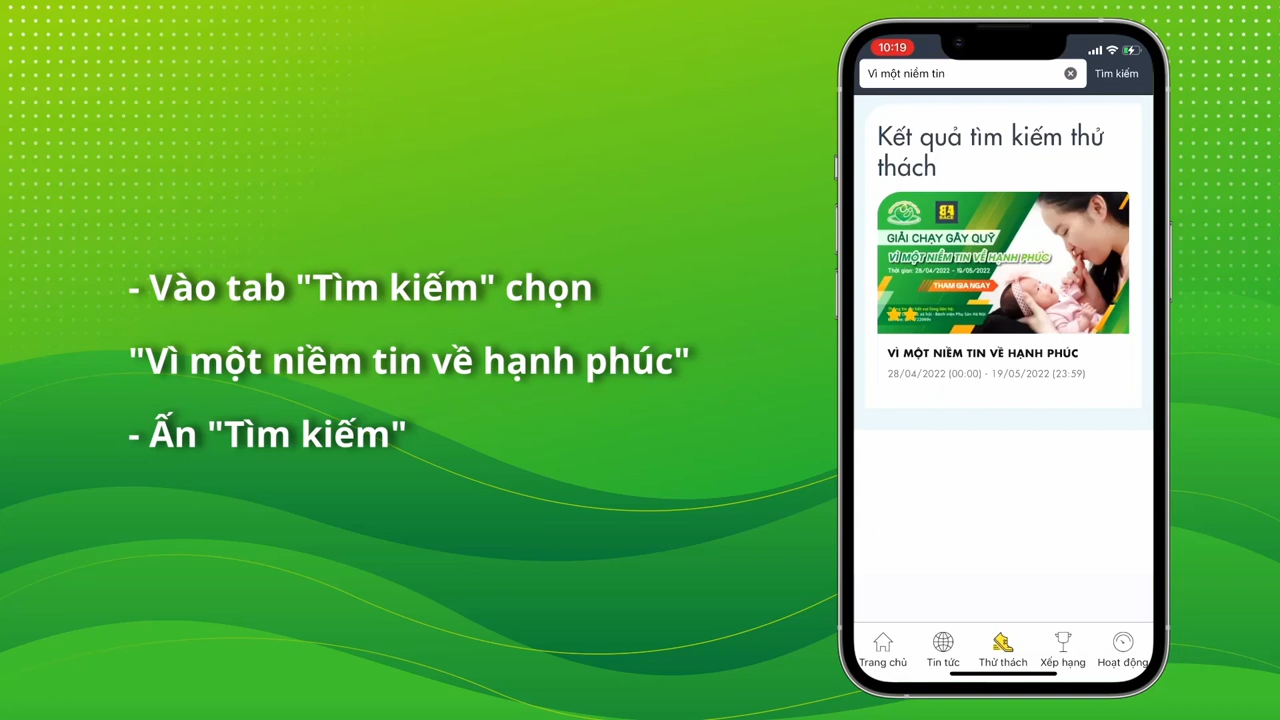 - Vào tab "Tìm kiếm" chọn
"Vì một niềm tin về hạnh phúc"
- Ấn "Tìm kiếm"
10:19
Vì một niềm tin
Tìm kiếm
Kết quả tìm kiếm thử
thách
84
RACE
GIẢI CHẠY GÂY QUỸ
VÌ MỘT NIỀM TIN VỀ HẠNH PHÚC
Thời gian: 28/04/2022 - 19/05/2022
THAM GIA NGAY
VÌ MỘT NIỀM TIN VỀ HẠNH PHÚC
28/04/2022 (00:00) - 19/05/2022 (23:59)
Trang chủ
Tin tức
Thử thách
Xếp hạng
Hoạt động